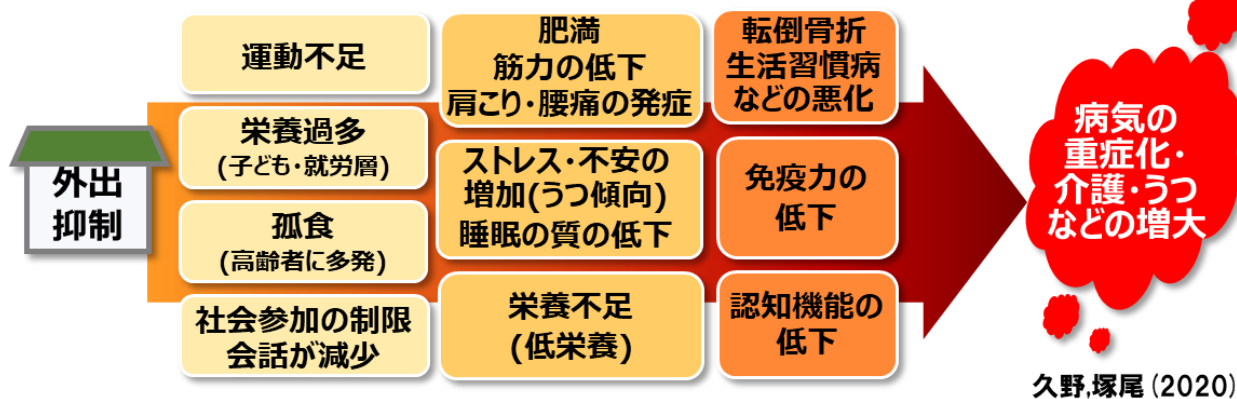 外出
抑制
運動不足
栄養過多
(子ども・就労層)
孤食
(高齢者に多発)
社会参加の制限
会話が減少
肥満
筋力の低下
肩こり・腰痛の発症
ストレス・不安の
増加(うつ傾向)
睡眠の質の低下
栄養不足
(低栄養)
転倒骨折
生活習慣病
などの悪化
免疫力の
低下
認知機能の
低下
病気の
重症化・
介護・うつ
などの増大
久野,塚尾(2020)